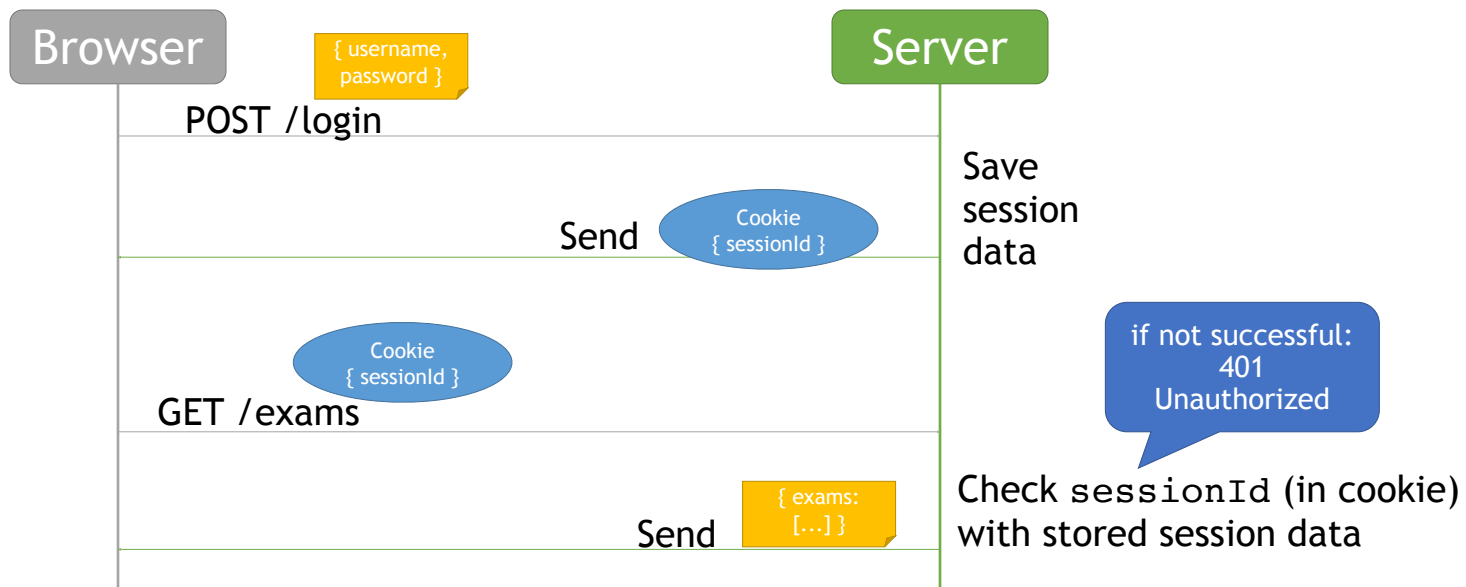 Browser
Server
{ username,
password }
POST /login
Save
session
data
Send
Cookie
{ sessionId }
Cookie
{ sessionId }
GET /exams
if not successful:
401
Unauthorized
Check sessionId (in cookie)
with stored session data
Send
{ exams:
[...] }